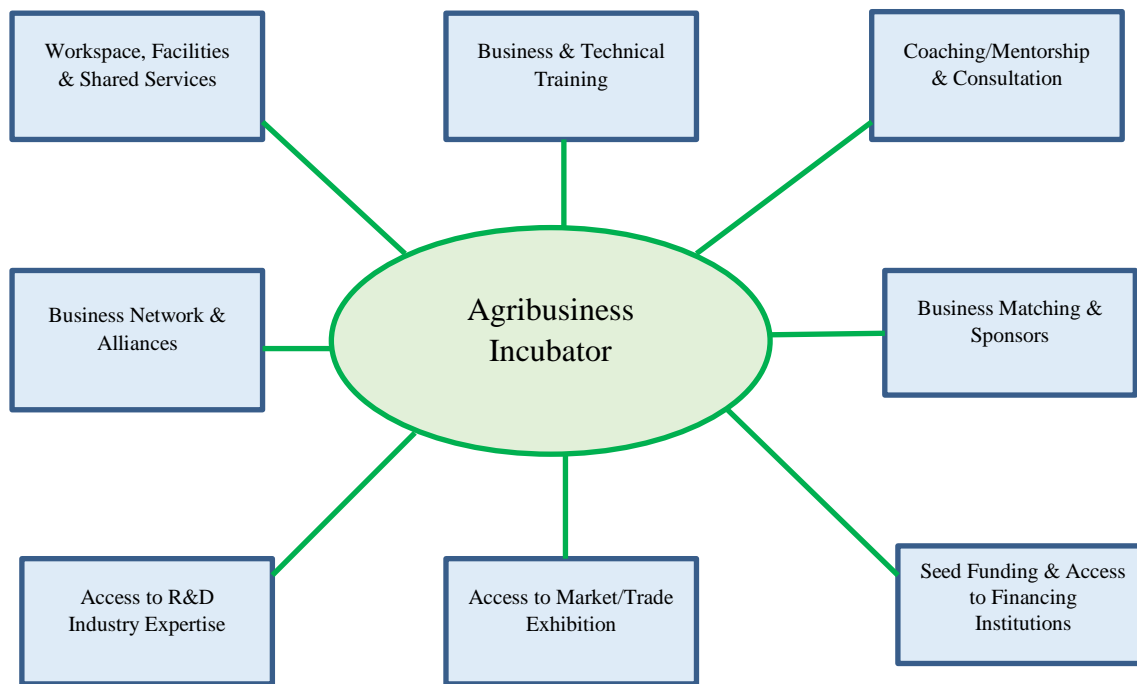 Workspace, Facilities
& Shared Services
Business & Technical
Training
Coaching/Mentorship
& Consultation
Business Network &
Alliances
Agribusiness
Incubator
Business Matching &
Sponsors
Access to R&D
Industry Expertise
Access to Market/Trade
Exhibition
Seed Funding & Access
to Financing
Institutions